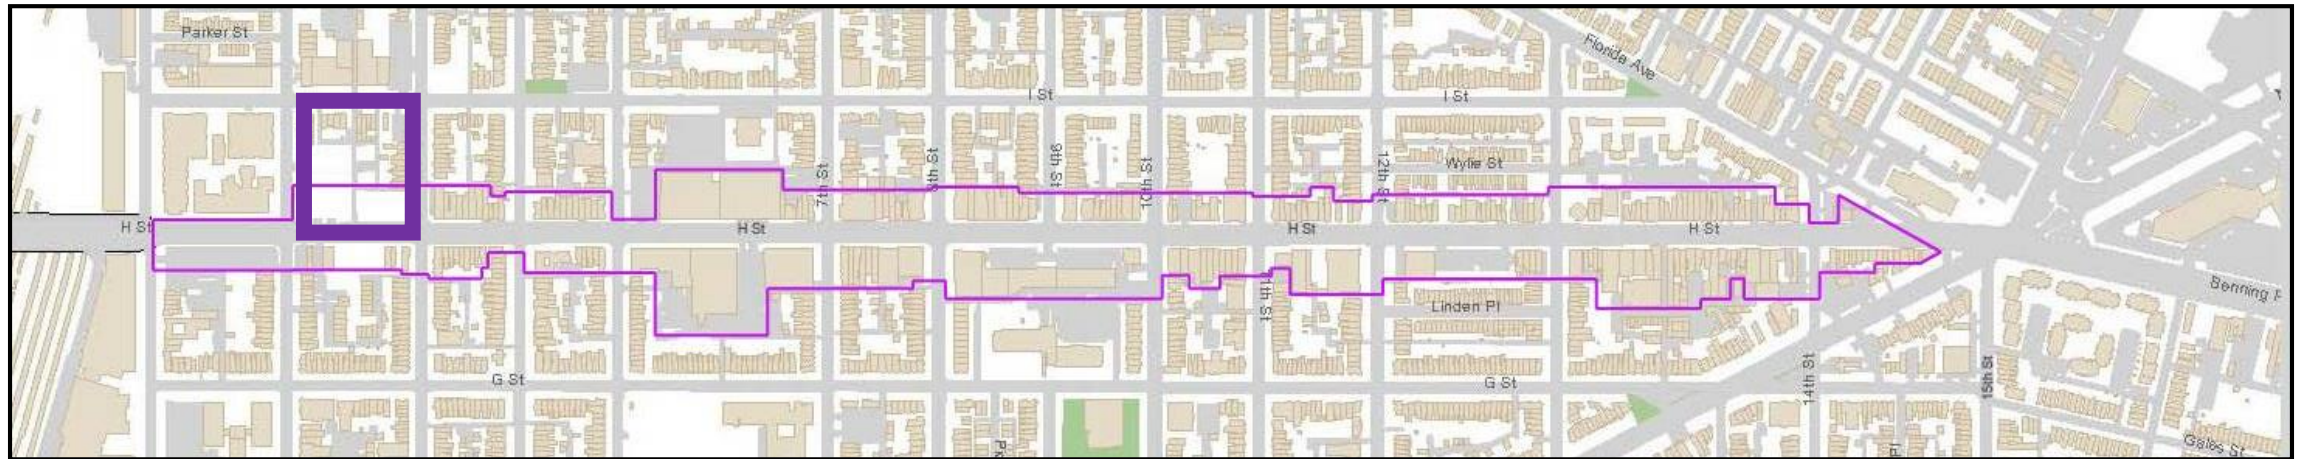 Parker St
Florida Ave
I St
I St
7th St
8th St
9th St
10th St
12th St
Wylie St
H St
H St
H St
H St
11th St
Linden Pl
Benning R
G St
G St
14th St
15th St
Gales St